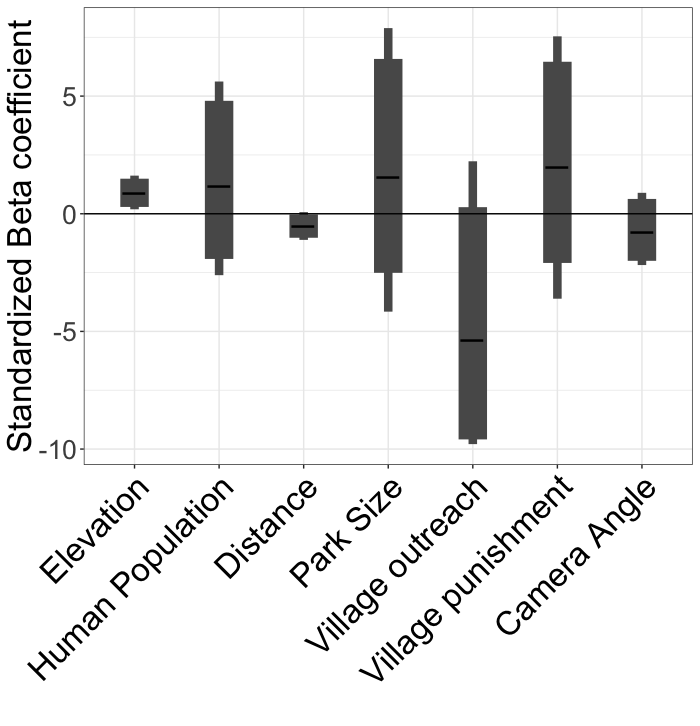 Standardized Beta coefficient
5
0
-5
-10
Elevation
Human Population
Distance
Park Size
Village outreach
Village punishment
Camera Angle